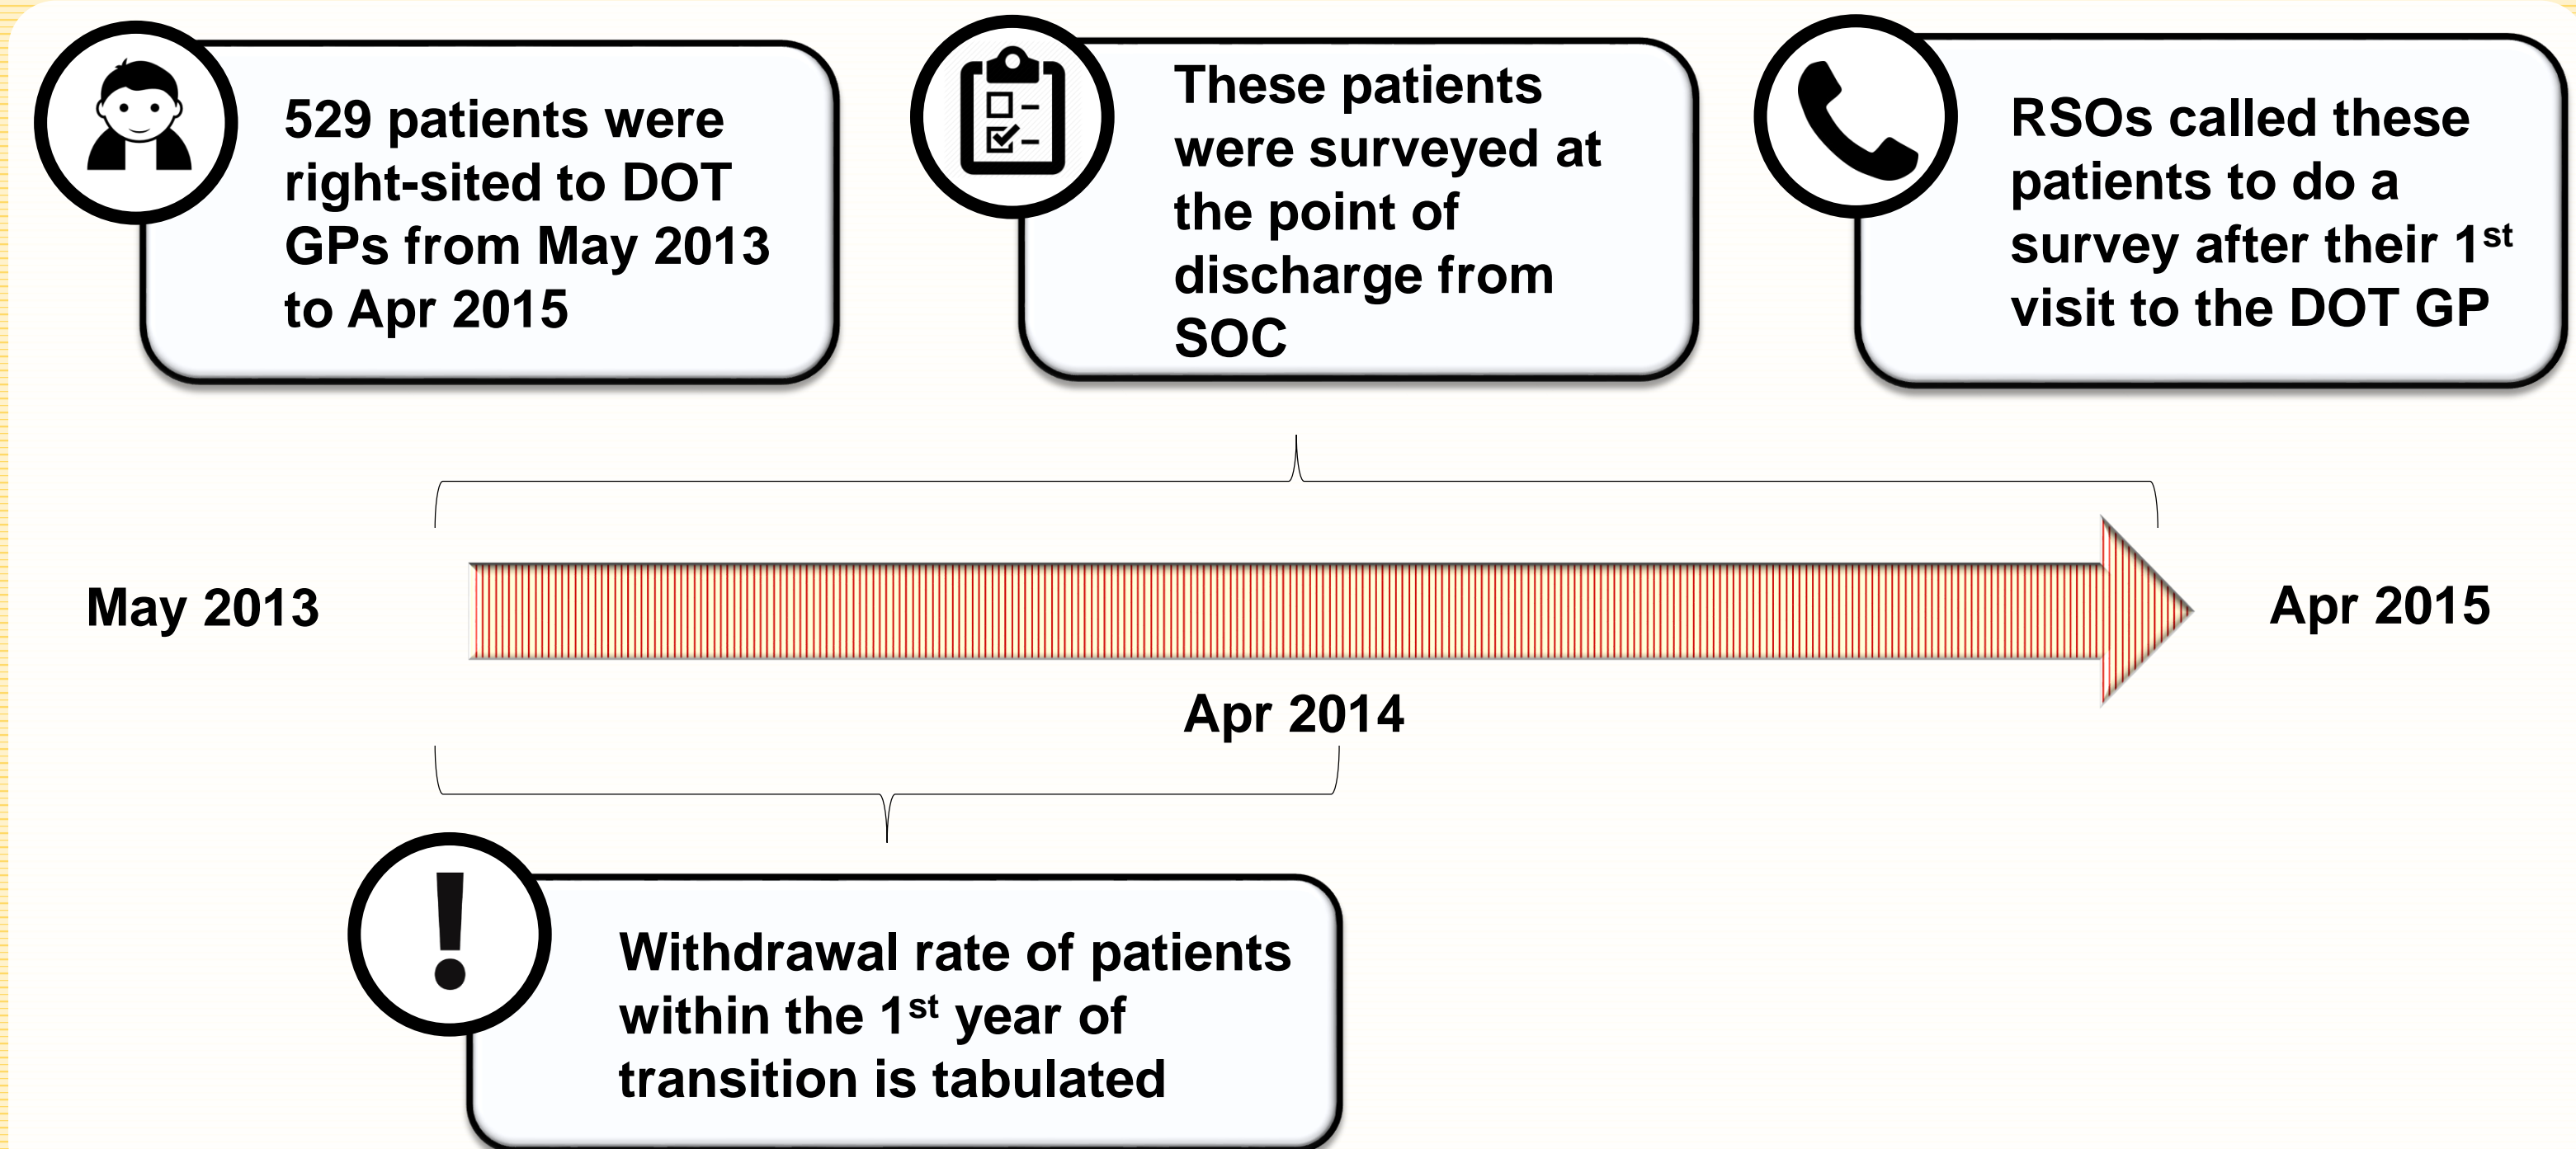 529 patients were
right-sited to DOT
GPs from May 2013
to Apr 2015
These patients
were surveyed at
the point of
discharge from
SOC
RSOs called these
patients to do a
survey after their 1st
visit to the DOT GP
May 2013
Apr 2015
Apr 2014
Withdrawal rate of patients
within the 1st year of
transition is tabulated